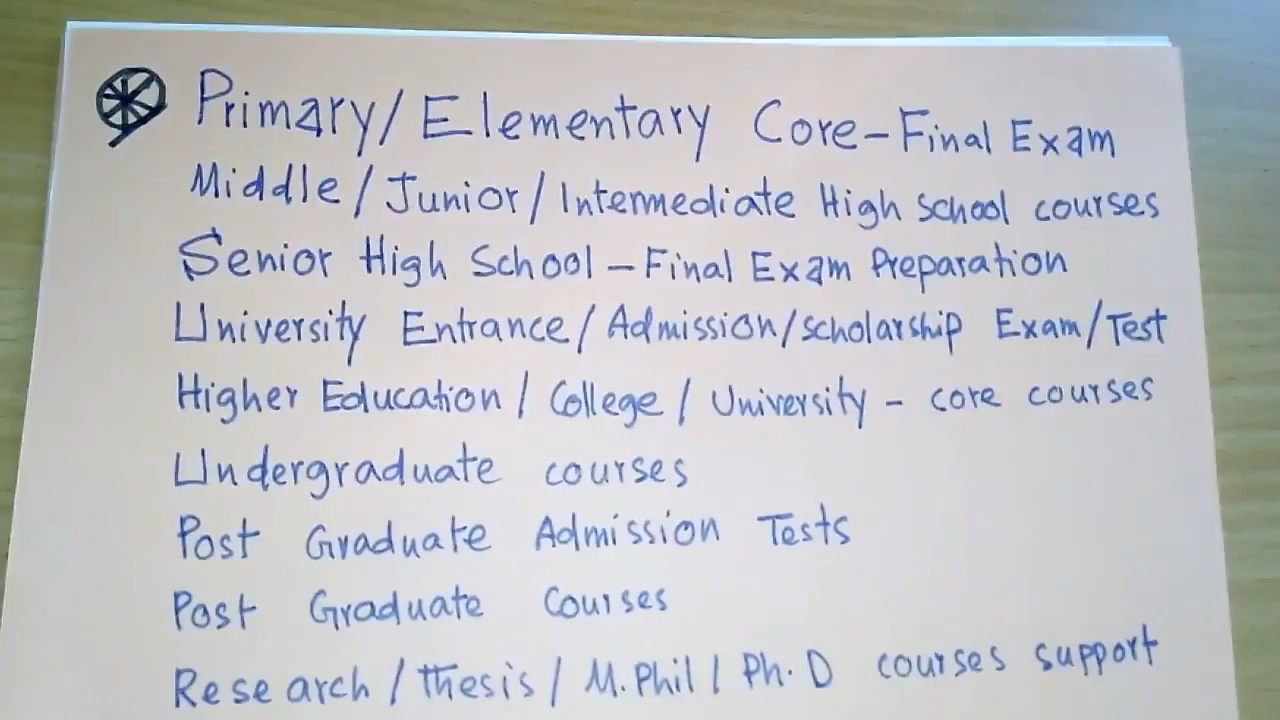 Primary/Elementary Core-Final Exam
Middle/Junior/Intermediate High school courses
Senior High School - Final Exam Preparation
University Entrance/Admission/scholarship Exam/Test
Higher Education/College/University - core courses
Undergraduate courses
Post Graduate Admission Tests
Post Graduate Courses
Research/thesis/M.Phil/Ph.D courses support